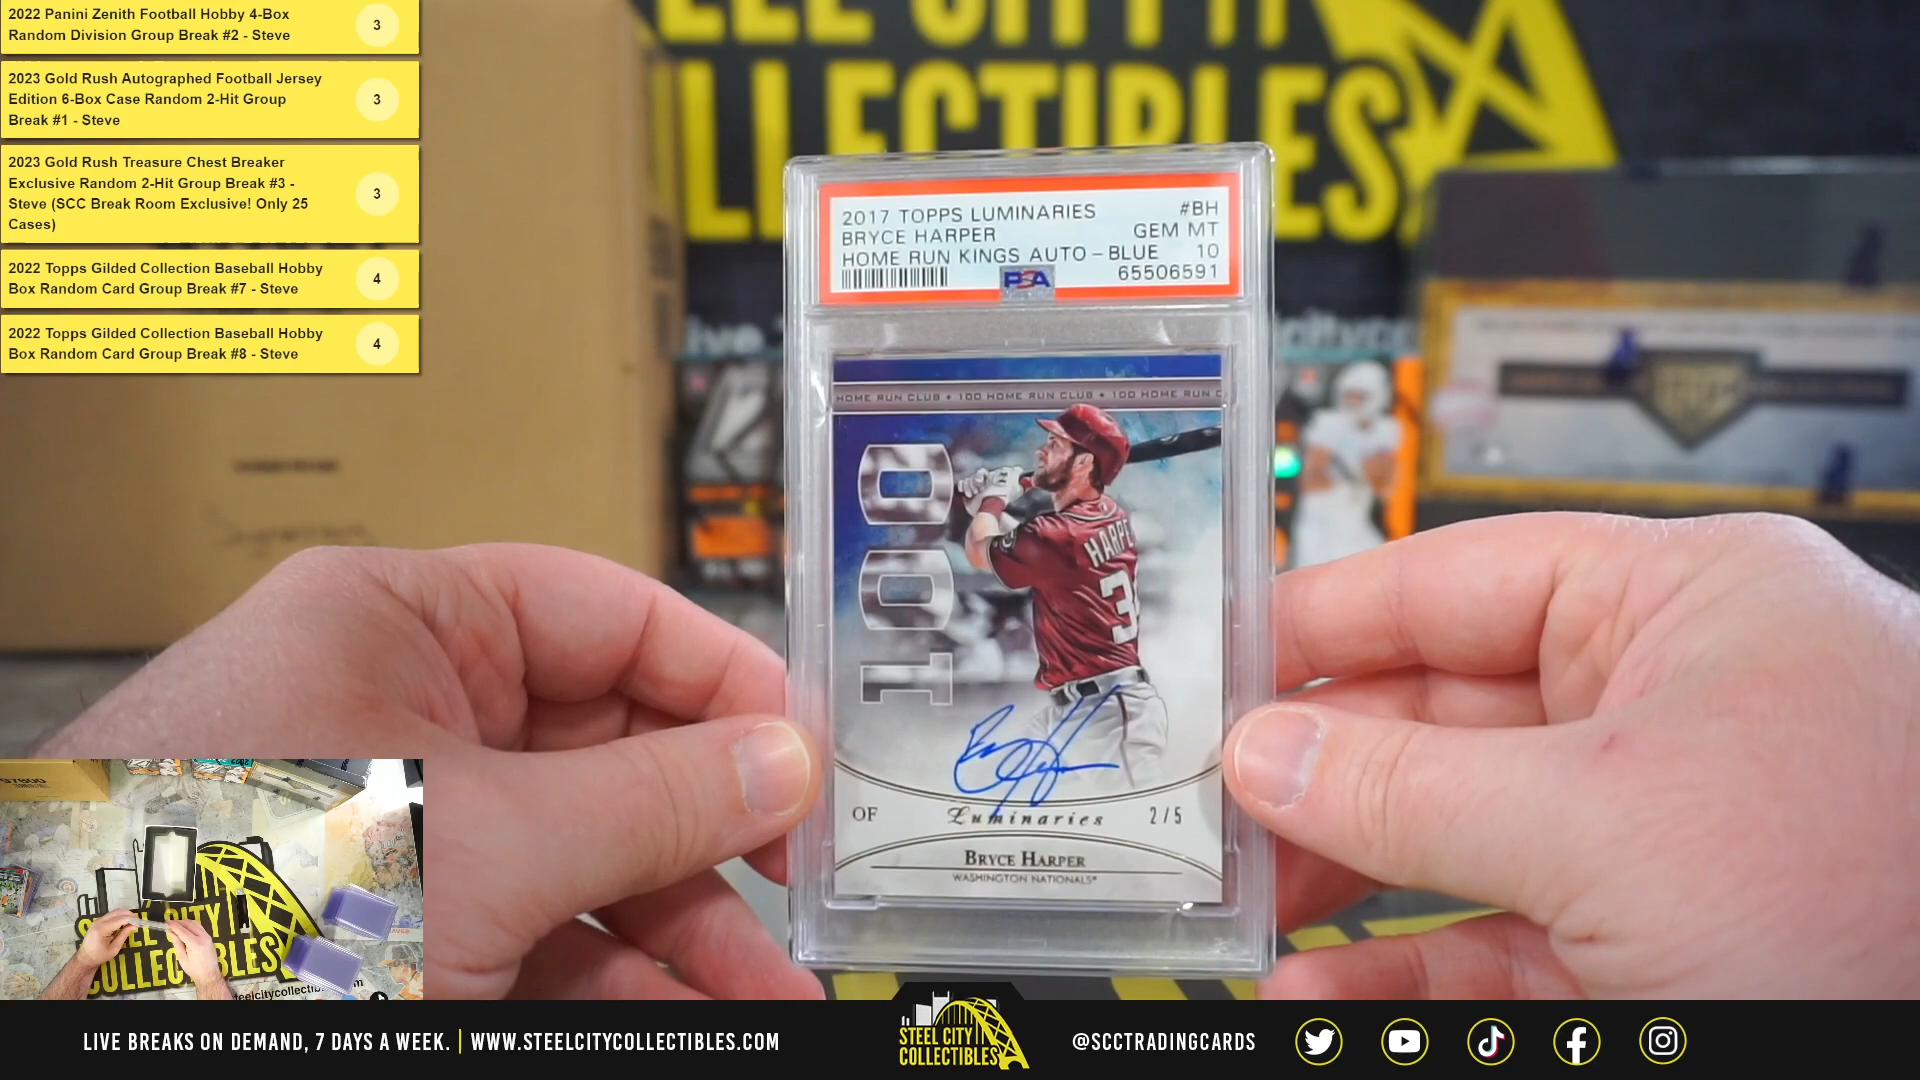 2022 Panini Zenith Football Hobby 4-Box
Random Division Group Break #2 - Steve
3
2023 Gold Rush Autographed Football Jersey
Edition 6-Box Case Random 2-Hit Group
Break #1 - Steve
3
2023 Gold Rush Treasure Chest Breaker
Exclusive Random 2-Hit Group Break #3 -
Steve (SCC Break Room Exclusive! Only 25
Cases)
3
2022 Topps Gilded Collection Baseball Hobby
Box Random Card Group Break #7 - Steve
4
2022 Topps Gilded Collection Baseball Hobby
Box Random Card Group Break #8 - Steve
4
LLECTIBLES
2017 TOPPS LUMINARIES #BH
BRYCE HARPER GEM MT
HOME RUN KINGS AUTO - BLUE 10
PSA 65506591
HOME RUN CLUB • 100 HOME RUN CLUB • 100 HOME RUN C
100
HARPE
3
OF Luminaries 2/5
BRYCE HARPER
WASHINGTON NATIONALS
STEEL CITY
COLLECTIBLES
LIVE BREAKS ON DEMAND, 7 DAYS A WEEK. | WWW.STEELCITYCOLLECTIBLES.COM
STEEL CITY
COLLECTIBLES
@SCCTRADINGCARDS